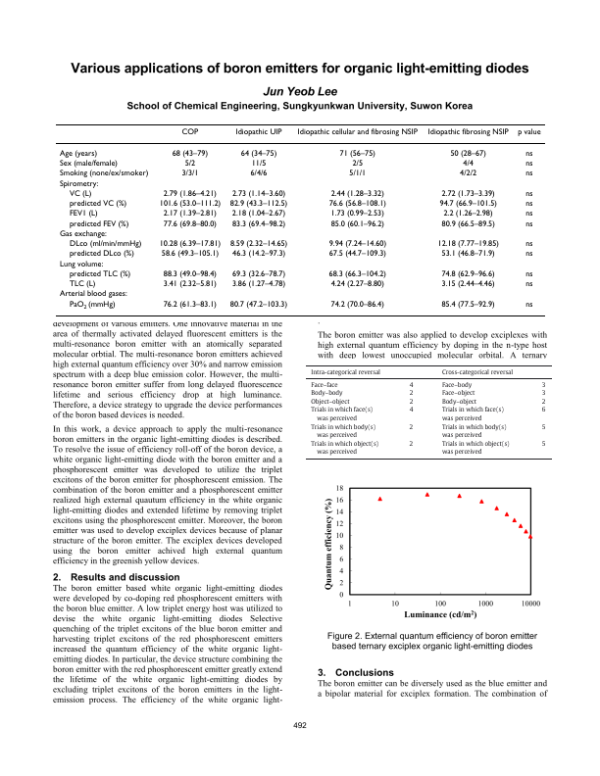 Various applications of boron emitters for organic light-emitting diodes
Jun Yeob Lee
School of Chemical Engineering, Sungkyunkwan University, Suwon Korea
COP Idiopathic UIP Idiopathic cellular and fibrosing NSIP Idiopathic fibrosing NSIP p value
Age (years) 68 (43–79) 64 (34–75) 71 (56–75) 50 (28–67) ns
Sex (male/female) 5/2 11/5 2/5 4/4 ns
Smoking (none/ex/smoker) 3/3/1 6/4/6 5/1/1 4/2/2 ns
Spirometry:
VC (L) 2.79 (1.86–4.21) 2.73 (1.14–3.60) 2.44 (1.28–3.32) 2.72 (1.73–3.39) ns
predicted VC (%) 101.6 (53.0–111.2) 82.9 (43.3–112.5) 76.6 (56.8–108.1) 94.7 (66.9–101.5) ns
FEV1 (L) 2.17 (1.39–2.81) 2.18 (1.04–2.67) 1.73 (0.99–2.53) 2.2 (1.26–2.98) ns
predicted FEV (%) 77.6 (69.8–80.0) 83.3 (69.4–98.2) 85.0 (60.1–96.2) 80.9 (66.5–89.5) ns
Gas exchange:
DLco (ml/min/mmHg) 10.28 (6.39–17.81) 8.59 (2.32–14.65) 9.94 (7.24–14.60) 12.18 (7.77–19.85) ns
predicted DLco (%) 58.6 (49.3–105.1) 46.3 (14.2–97.3) 67.5 (44.7–109.3) 53.1 (46.8–71.9) ns
Lung volume:
predicted TLC (%) 88.3 (49.0–98.4) 69.3 (32.6–78.7) 68.3 (66.3–104.2) 74.8 (62.9–96.6) ns
TLC (L) 3.41 (2.32–5.81) 3.86 (1.27–4.78) 4.24 (2.27–8.80) 3.15 (2.44–4.46) ns
Arterial blood gases:
PaO2 (mmHg) 76.2 (61.3–83.1) 80.7 (47.2–103.3) 74.2 (70.0–86.4) 85.4 (77.5–92.9) ns
development of various emitters. One innovative material in the
area of thermally activated delayed fluorescent emitters is the
multi-resonance boron emitter with an atomically separated
molecular orbtial. The multi-resonance boron emitters achieved
high external quantum efficiency over 30% and narrow emission
spectrum with a deep blue emission color. However, the multi-
resonance boron emitter suffer from long delayed fluorescence
lifetime and serious efficiency drop at high luminance.
Therefore, a device strategy to upgrade the device performances
of the boron based devices is needed.
In this work, a device approach to apply the multi-resonance
boron emitters in the organic light-emitting diodes is described.
To resolve the issue of efficiency roll-off of the boron device, a
white organic light-emitting diode with the boron emitter and a
phosphorescent emitter was developed to utilize the triplet
excitons of the boron emitter for phosphorescent emission. The
combination of the boron emitter and a phosphorescent emitter
realized high external quautum efficiency in the white organic
light-emitting diodes and extended lifetime by removing triplet
excitons using the phosphorescent emitter. Moreover, the boron
emitter was used to develop exciplex devices because of planar
structure of the boron emitter. The exciplex devices developed
using the boron emitter achived high external quantum
efficiency in the greenish yellow devices.
2. Results and discussion
The boron emitter based white organic light-emitting diodes
were developed by co-doping red phosphorescent emitters with
the boron blue emitter. A low triplet energy host was utilized to
devise the white organic light-emitting diodes Selective
quenching of the triplet excitons of the blue boron emitter and
harvesting triplet excitons of the red phosphorescent emitters
increased the quantum efficiency of the white organic light-
emitting diodes. In particular, the device structure combining the
boron emitter with the red phosphorescent emitter greatly extend
the lifetime of the white organic light-emitting diodes by
excluding triplet excitons of the boron emitters in the light-
emission process. The efficiency of the white organic light-
.
The boron emitter was also applied to develop exciplexes with
high external quantum efficiency by doping in the n-type host
with deep lowest unoccupied molecular orbital. A ternary
Intra-categorical reversal Cross-categorical reversal
Face–face 4 Face–body 3
Body–body 2 Face–object 3
Object–object 2 Body–object 2
Trials in which face(s) 4 Trials in which face(s) 6
was perceived was perceived
Trials in which body(s) 2 Trials in which body(s) 5
was perceived was perceived
Trials in which object(s) 2 Trials in which object(s) 5
was perceived was perceived
Quantum efficiency (%)
18
16
14
12
10
8
6
4
2
0
1 10 100 1000 10000
Luminance (cd/m2)
Figure 2. External quantum efficiency of boron emitter
based ternary exciplex organic light-emitting diodes
3. Conclusions
The boron emitter can be diversely used as the blue emitter and
a bipolar material for exciplex formation. The combination of
492